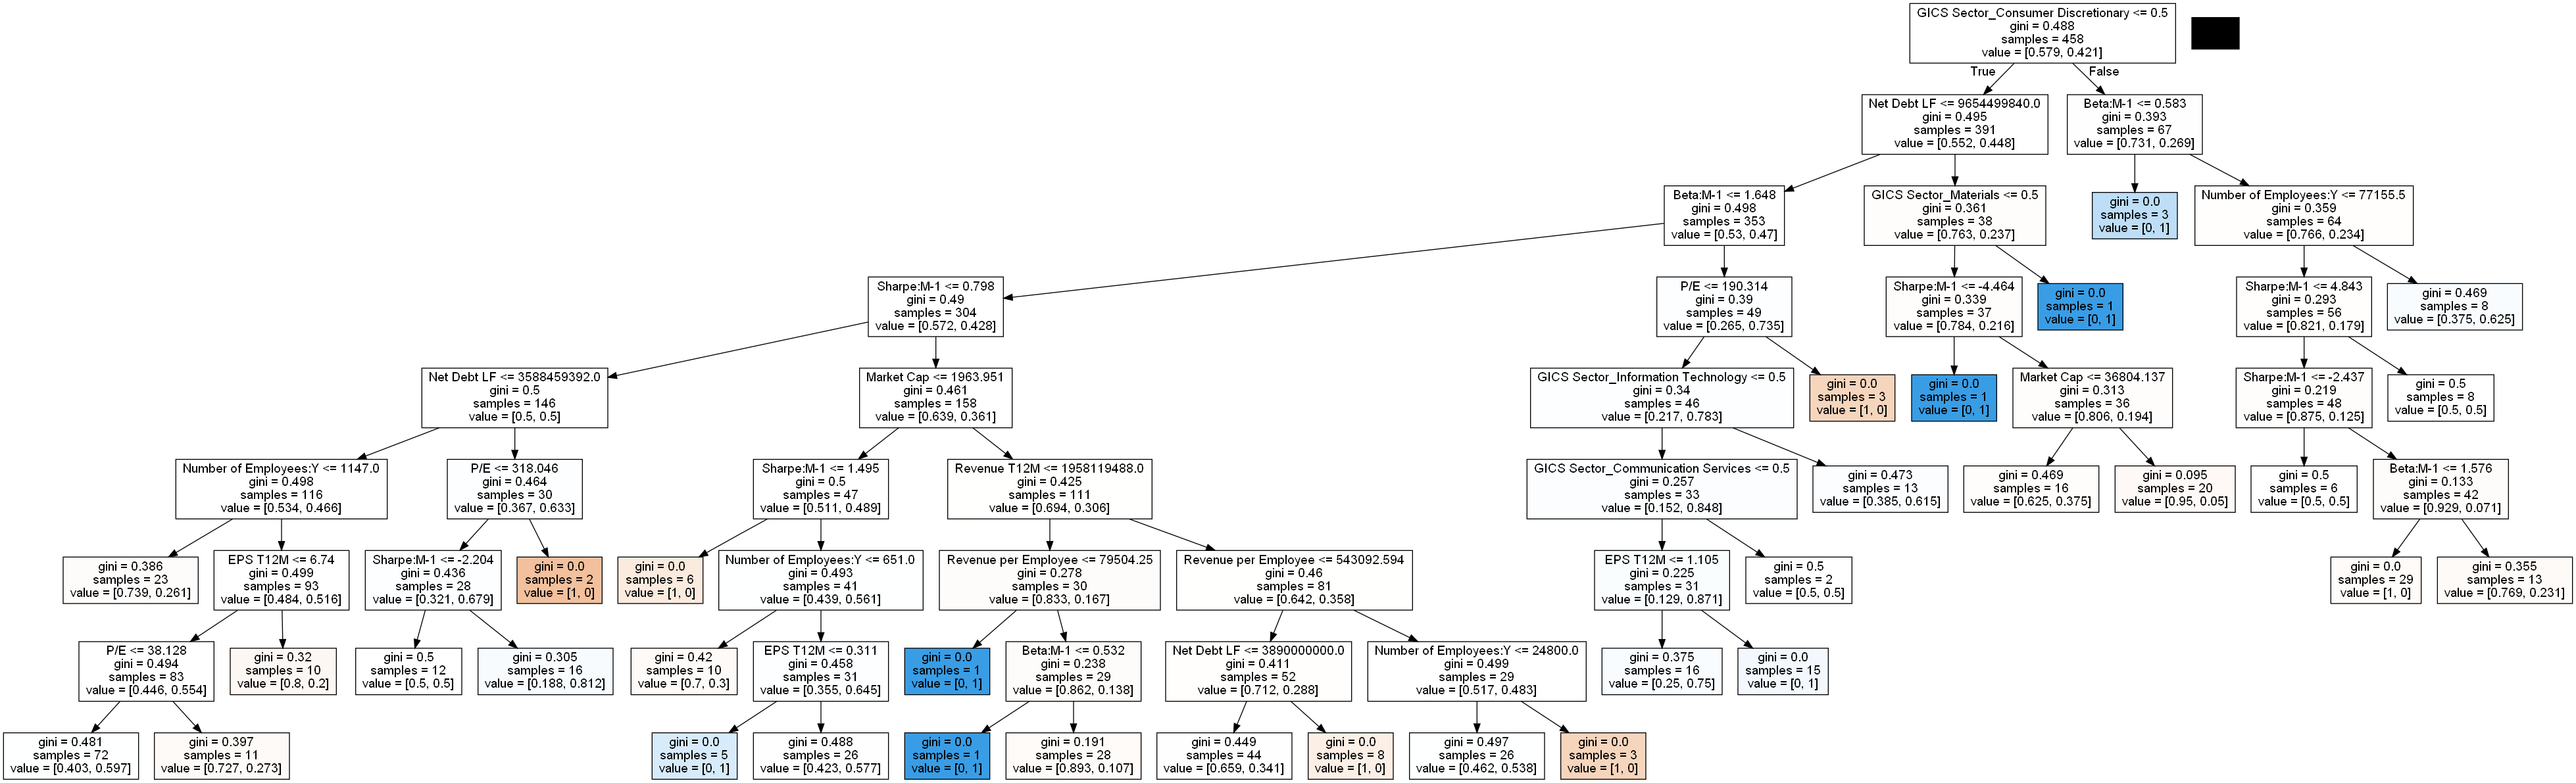 GICS Sector_Consumer Discretionary <= 0.5
gini = 0.488
samples = 458
value = [0.579, 0.421]
True
False
Net Debt LF <= 9654499840.0
gini = 0.495
samples = 391
value = [0.552, 0.448]
Beta:M-1 <= 0.583
gini = 0.393
samples = 67
value = [0.731, 0.269]
Beta:M-1 <= 1.648
gini = 0.498
samples = 353
value = [0.53, 0.47]
GICS Sector_Materials <= 0.5
gini = 0.361
samples = 38
value = [0.763, 0.237]
gini = 0.0
samples = 3
value = [0, 1]
Number of Employees:Y <= 77155.5
gini = 0.359
samples = 64
value = [0.766, 0.234]
Sharpe:M-1 <= 0.798
gini = 0.49
samples = 304
value = [0.572, 0.428]
P/E <= 190.314
gini = 0.39
samples = 49
value = [0.265, 0.735]
Sharpe:M-1 <= -4.464
gini = 0.339
samples = 37
value = [0.784, 0.216]
gini = 0.0
samples = 1
value = [0, 1]
Sharpe:M-1 <= 4.843
gini = 0.293
samples = 56
value = [0.821, 0.179]
gini = 0.469
samples = 8
value = [0.375, 0.625]
Net Debt LF <= 3588459392.0
gini = 0.5
samples = 146
value = [0.5, 0.5]
Market Cap <= 1963.951
gini = 0.461
samples = 158
value = [0.639, 0.361]
GICS Sector_Information Technology <= 0.5
gini = 0.34
samples = 46
value = [0.217, 0.783]
gini = 0.0
samples = 3
value = [1, 0]
gini = 0.0
samples = 1
value = [0, 1]
Market Cap <= 36804.137
gini = 0.313
samples = 36
value = [0.806, 0.194]
Sharpe:M-1 <= -2.437
gini = 0.219
samples = 48
value = [0.875, 0.125]
gini = 0.5
samples = 8
value = [0.5, 0.5]
Number of Employees:Y <= 1147.0
gini = 0.498
samples = 116
value = [0.534, 0.466]
P/E <= 318.046
gini = 0.464
samples = 30
value = [0.367, 0.633]
Sharpe:M-1 <= 1.495
gini = 0.5
samples = 47
value = [0.511, 0.489]
Revenue T12M <= 1958119488.0
gini = 0.425
samples = 111
value = [0.694, 0.306]
GICS Sector_Communication Services <= 0.5
gini = 0.257
samples = 33
value = [0.152, 0.848]
gini = 0.473
samples = 13
value = [0.385, 0.615]
gini = 0.469
samples = 16
value = [0.625, 0.375]
gini = 0.095
samples = 20
value = [0.95, 0.05]
gini = 0.5
samples = 6
value = [0.5, 0.5]
Beta:M-1 <= 1.576
gini = 0.133
samples = 42
value = [0.929, 0.071]
gini = 0.386
samples = 23
value = [0.739, 0.261]
EPS T12M <= 6.74
gini = 0.499
samples = 93
value = [0.484, 0.516]
Sharpe:M-1 <= -2.204
gini = 0.436
samples = 28
value = [0.321, 0.679]
gini = 0.0
samples = 2
value = [1, 0]
gini = 0.0
samples = 6
value = [1, 0]
Number of Employees:Y <= 651.0
gini = 0.493
samples = 41
value = [0.439, 0.561]
Revenue per Employee <= 79504.25
gini = 0.278
samples = 30
value = [0.833, 0.167]
Revenue per Employee <= 543092.594
gini = 0.46
samples = 81
value = [0.642, 0.358]
EPS T12M <= 1.105
gini = 0.225
samples = 31
value = [0.129, 0.871]
gini = 0.5
samples = 2
value = [0.5, 0.5]
gini = 0.0
samples = 29
value = [1, 0]
gini = 0.355
samples = 13
value = [0.769, 0.231]
P/E <= 38.128
gini = 0.494
samples = 83
value = [0.446, 0.554]
gini = 0.32
samples = 10
value = [0.8, 0.2]
gini = 0.5
samples = 12
value = [0.5, 0.5]
gini = 0.305
samples = 16
value = [0.188, 0.812]
gini = 0.42
samples = 10
value = [0.7, 0.3]
EPS T12M <= 0.311
gini = 0.458
samples = 31
value = [0.355, 0.645]
gini = 0.0
samples = 1
value = [0, 1]
Beta:M-1 <= 0.532
gini = 0.238
samples = 29
value = [0.862, 0.138]
Net Debt LF <= 3890000000.0
gini = 0.411
samples = 52
value = [0.712, 0.288]
Number of Employees:Y <= 24800.0
gini = 0.499
samples = 29
value = [0.517, 0.483]
gini = 0.375
samples = 16
value = [0.25, 0.75]
gini = 0.0
samples = 15
value = [0, 1]
gini = 0.481
samples = 72
value = [0.403, 0.597]
gini = 0.397
samples = 11
value = [0.727, 0.273]
gini = 0.0
samples = 5
value = [0, 1]
gini = 0.488
samples = 26
value = [0.423, 0.577]
gini = 0.0
samples = 1
value = [0, 1]
gini = 0.191
samples = 28
value = [0.893, 0.107]
gini = 0.449
samples = 44
value = [0.659, 0.341]
gini = 0.0
samples = 8
value = [1, 0]
gini = 0.497
samples = 26
value = [0.462, 0.538]
gini = 0.0
samples = 3
value = [1, 0]